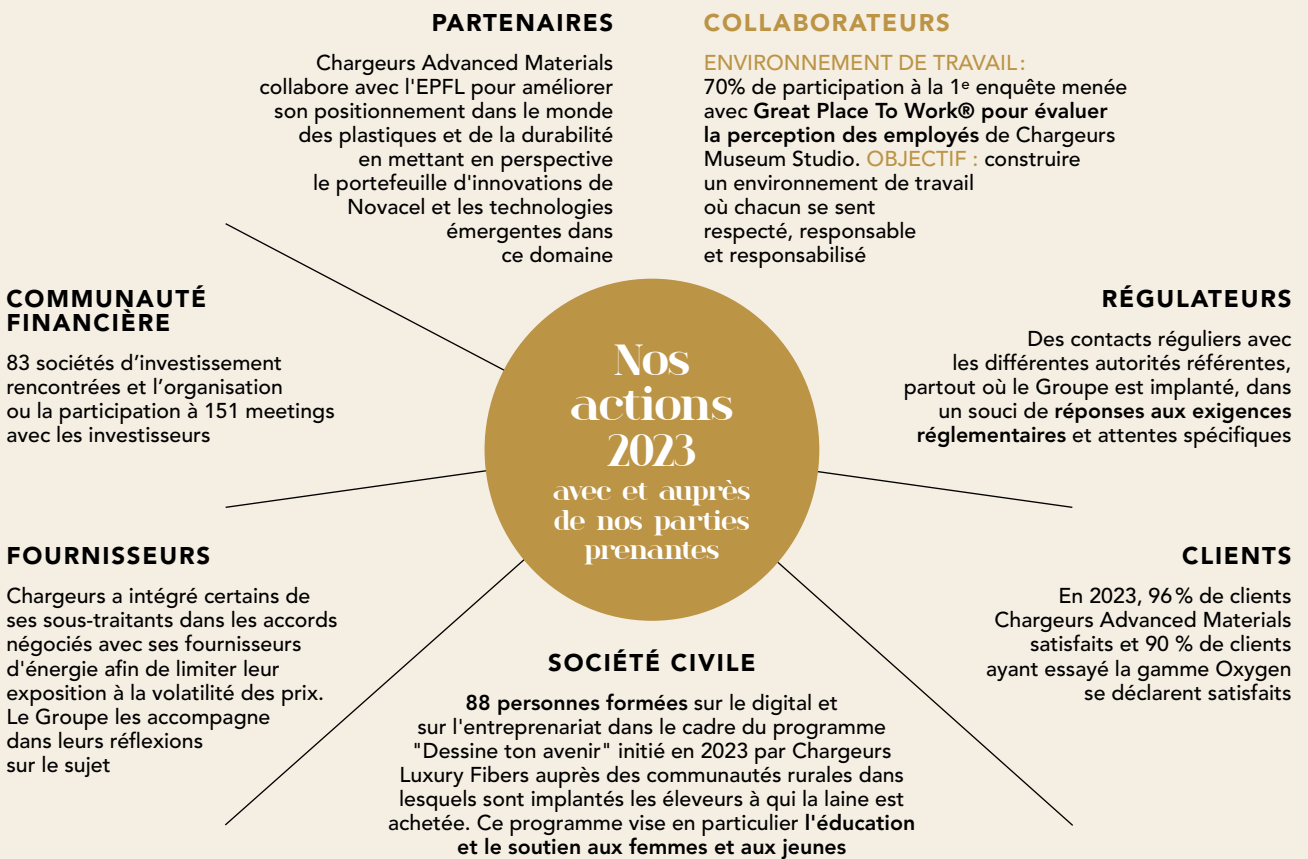 PARTENAIRES
Chargeurs Advanced Materials
collabore avec l'EPFL pour améliorer
son positionnement dans le monde
des plastiques et de la durabilité
en mettant en perspective
le portefeuille d'innovations de
Novacel et les technologies
émergentes dans
ce domaine
COLLABORATEURS
ENVIRONNEMENT DE TRAVAIL :
70% de participation à la 1e enquête menée
avec Great Place To Work® pour évaluer
la perception des employés de Chargeurs
Museum Studio. OBJECTIF : construire
un environnement de travail
où chacun se sent
respecté, responsable
et responsabilisé
COMMUNAUTÉ
FINANCIÈRE
83 sociétés d’investissement
rencontrées et l’organisation
ou la participation à 151 meetings
avec les investisseurs
Nos
actions
2023
avec et auprès
de nos parties
prenantes
RÉGULATEURS
Des contacts réguliers avec
les différentes autorités référentes,
partout où le Groupe est implanté, dans
un souci de réponses aux exigences
réglementaires et attentes spécifiques
FOURNISSEURS
Chargeurs a intégré certains de
ses sous-traitants dans les accords
négociés avec ses fournisseurs
d'énergie afin de limiter leur
exposition à la volatilité des prix.
Le Groupe les accompagne
dans leurs réflexions
sur le sujet
CLIENTS
En 2023, 96 % de clients
Chargeurs Advanced Materials
satisfaits et 90 % de clients
ayant essayé la gamme Oxygen
se déclarent satisfaits
SOCIÉTÉ CIVILE
88 personnes formées sur le digital et
sur l'entreprenariat dans le cadre du programme
"Dessine ton avenir" initié en 2023 par Chargeurs
Luxury Fibers auprès des communautés rurales dans
lesquels sont implantés les éleveurs à qui la laine est
achetée. Ce programme vise en particulier l'éducation
et le soutien aux femmes et aux jeunes